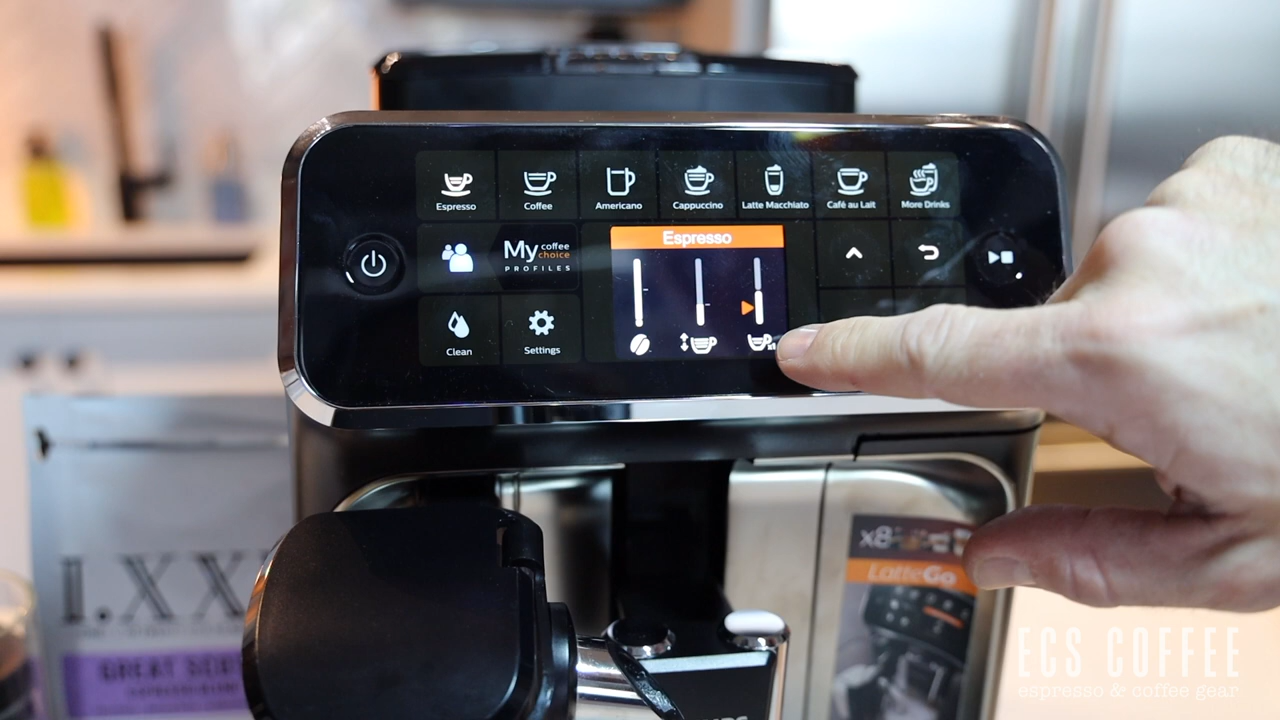 Espresso
Coffee
Americano
Cappuccino
Latte Macchiato
Café au Lait
More Drinks
My coffee choice
PROFILES
Espresso
Clean
Settings
I.XX
GREAT
x8
LatteGo
ECS COFFEE
espresso & coffee gear